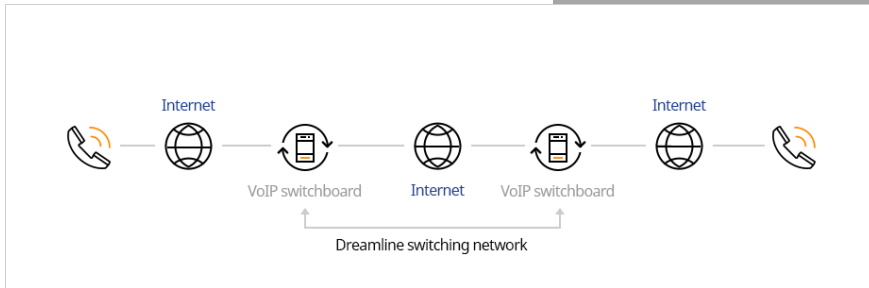 Internet
Internet
VoIP switchboard
Internet
VoIP switchboard
Dreamline switching network